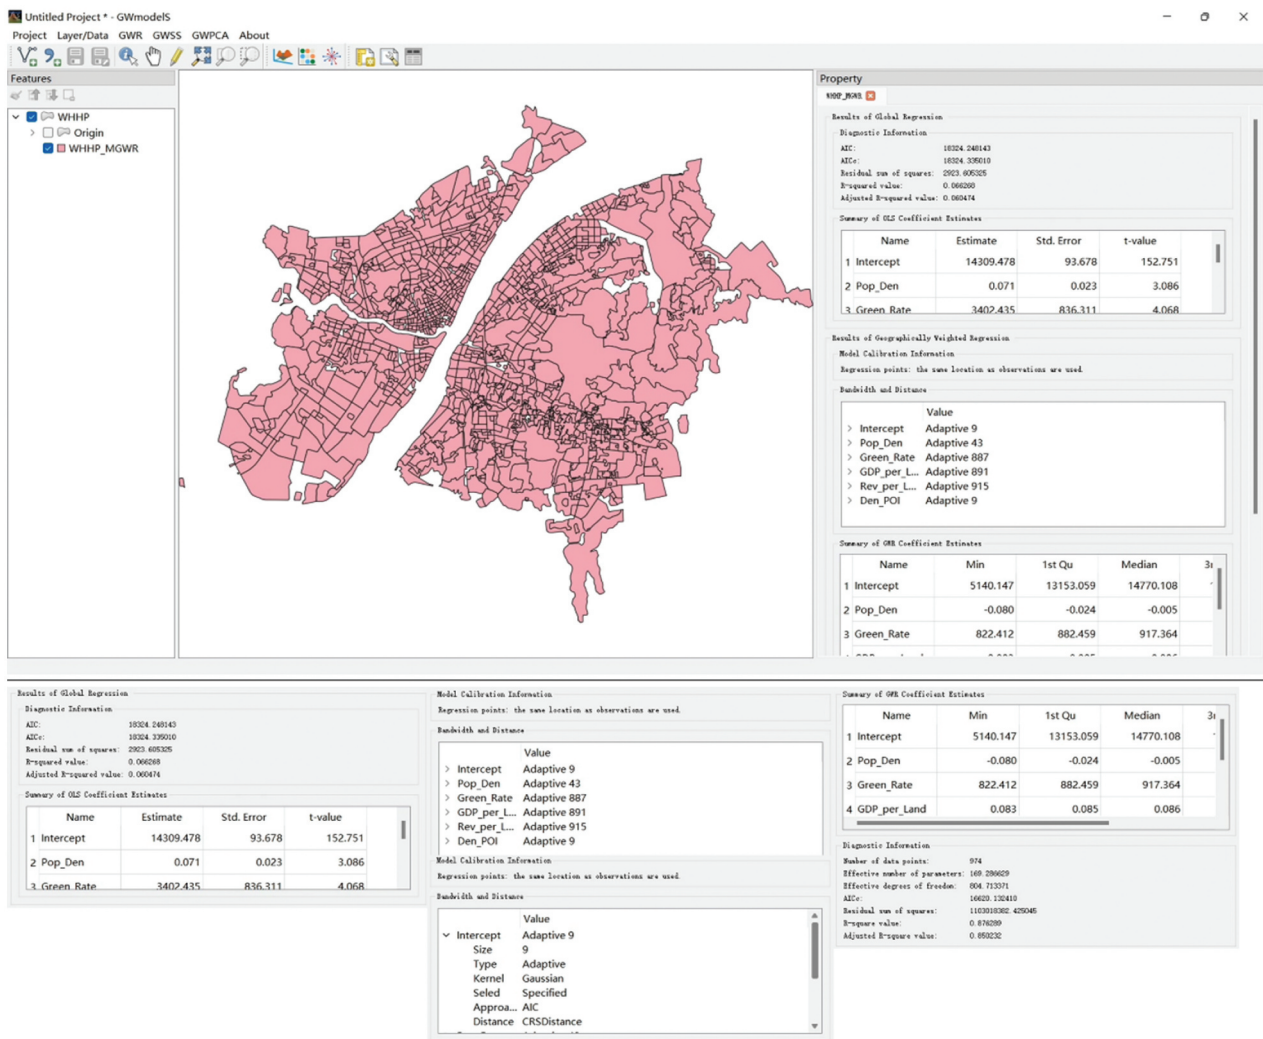 Untitled Project * - GWmodelS
Project Layer/Data GWR GWSS GWPCA About
Features
WHHP
Origin
WHHP_MGWR
Property
WHHP_MGWR
Results of Global Regression
Diagnostic Information
AIC: 18324.248143
AICc: 18324.335010
Residual sum of squares: 2923.605325
R-squared value: 0.066268
Adjusted R-squared value: 0.060474
Summary of OLS Coefficient Estimates
Name Estimate Std. Error t-value
1 Intercept 14309.478 93.678 152.751
2 Pop_Den 0.071 0.023 3.086
3 Green_Rate 3402.435 836.311 4.068
Results of Geographically Weighted Regression
Model Calibration Information
Regression points: the same location as observations are used.
Bandwidth and Distance
Value
Intercept Adaptive 9
Pop_Den Adaptive 43
Green_Rate Adaptive 887
GDP_per_L... Adaptive 891
Rev_per_L... Adaptive 915
Den_POI Adaptive 9
Summary of GWR Coefficient Estimates
Name Min 1st Qu Median
1 Intercept 5140.147 13153.059 14770.108
2 Pop_Den -0.080 -0.024 -0.005
3 Green_Rate 822.412 882.459 917.364
Results of Global Regression
Diagnostic Information
AIC: 18324.248143
AICc: 18324.335010
Residual sum of squares: 2923.605325
R-squared value: 0.066268
Adjusted R-squared value: 0.060474
Summary of OLS Coefficient Estimates
Name Estimate Std. Error t-value
1 Intercept 14309.478 93.678 152.751
2 Pop_Den 0.071 0.023 3.086
3 Green_Rate 3402.435 836.311 4.068
Model Calibration Information
Regression points: the same location as observations are used.
Bandwidth and Distance
Value
Intercept Adaptive 9
Pop_Den Adaptive 43
Green_Rate Adaptive 887
GDP_per_L... Adaptive 891
Rev_per_L... Adaptive 915
Den_POI Adaptive 9
Model Calibration Information
Regression points: the same location as observations are used.
Bandwidth and Distance
Value
Intercept Adaptive 9
Size 9
Type Adaptive
Kernel Gaussian
Seled Specified
Approa... AIC
Distance CRSDistance
Summary of GWR Coefficient Estimates
Name Min 1st Qu Median
1 Intercept 5140.147 13153.059 14770.108
2 Pop_Den -0.080 -0.024 -0.005
3 Green_Rate 822.412 882.459 917.364
4 GDP_per_Land 0.083 0.085 0.086
Diagnostic Information
Number of data points: 974
Effective number of parameters: 169.286629
Effective degrees of freedom: 804.713371
AICc: 16620.132410
Residual sum of squares: 1103018382.425045
R-square value: 0.876289
Adjusted R-square value: 0.850232